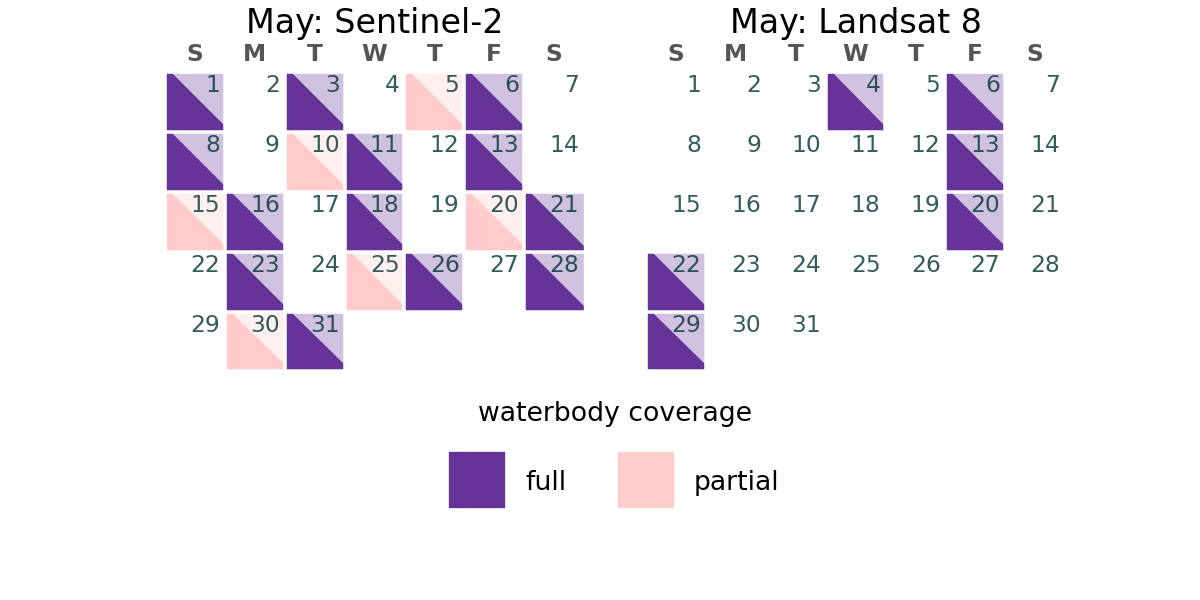 May: Sentinel-2
S M T W T F S
1 2 3 4 5 6 7
8 9 10 11 12 13 14
15 16 17 18 19 20 21
22 23 24 25 26 27 28
29 30 31
May: Landsat 8
S M T W T F S
1 2 3 4 5 6 7
8 9 10 11 12 13 14
15 16 17 18 19 20 21
22 23 24 25 26 27 28
29 30 31
waterbody coverage
full
partial